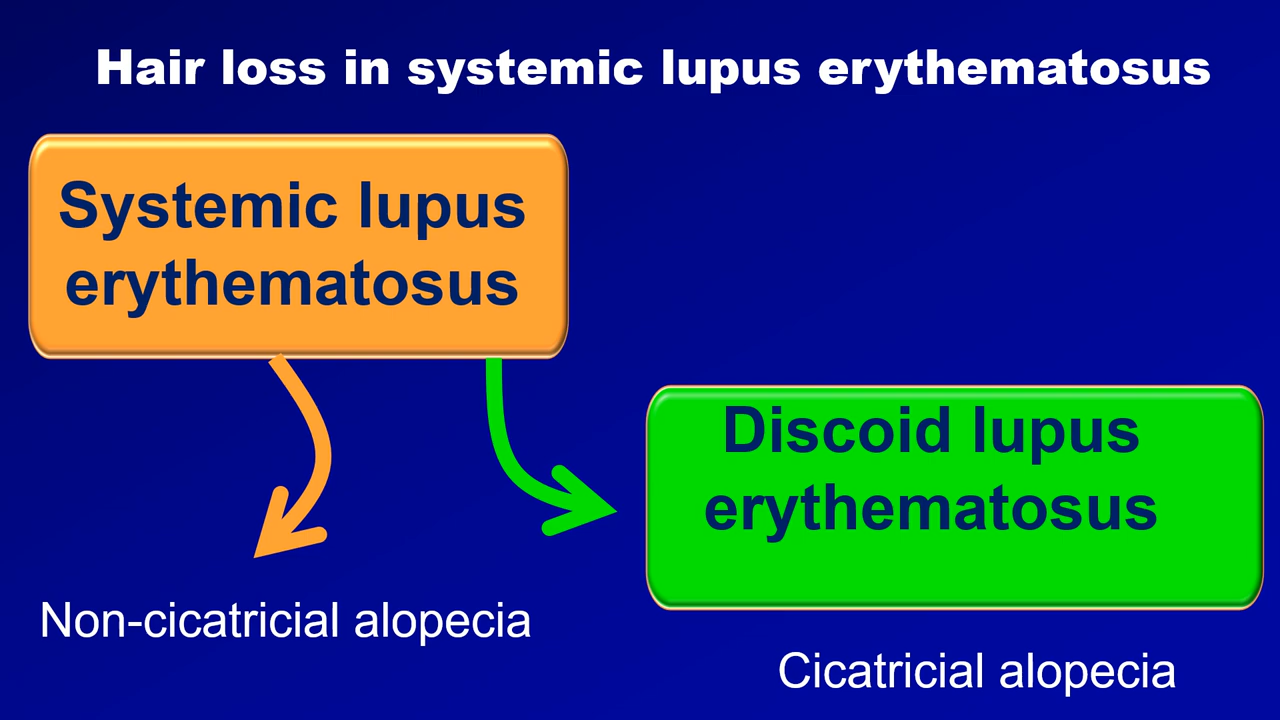 Hair loss in systemic lupus erythematosus
Systemic lupus
erythematosus
Discoid lupus
erythematosus
Non-cicatricial alopecia
Cicatricial alopecia